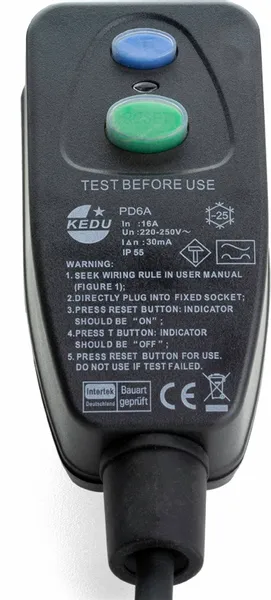 T
RESET
TEST BEFORE USE
KEDU
PD6A
In :16A
Un :220-250V~
I∆n :30mA
IP 55
-25
T
WARNING:
1.SEEK WIRING RULE IN USER MANUAL
(FIGURE 1);
2.DIRECTLY PLUG INTO FIXED SOCKET;
3.PRESS RESET BUTTON: INDICATOR
SHOULD BE "ON" ;
4.PRESS T BUTTON: INDICATOR
SHOULD BE "OFF" ;
5.PRESS RESET BUTTON FOR USE.
DO NOT USE IF TEST FAILED.
Intertek
Deutschland
Bauart
geprüft
CE